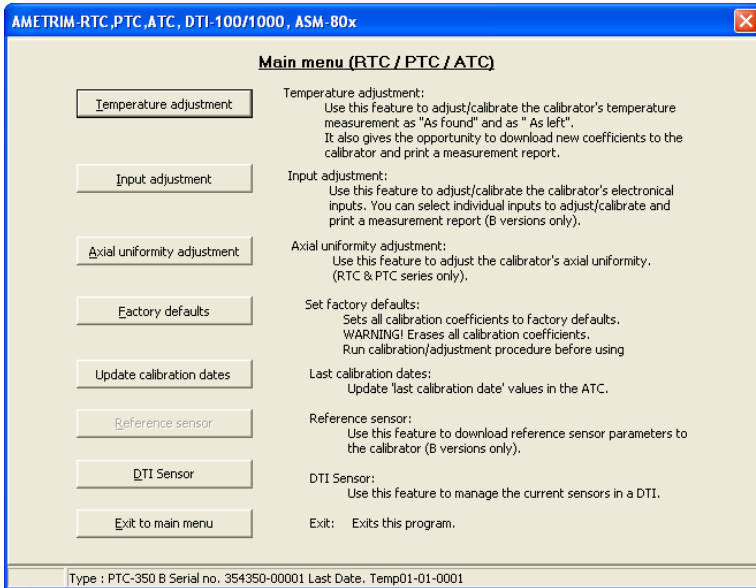 AMETRIM-RTC,PTC,ATC, DTI-100/1000, ASM-80x
Main menu (RTC / PTC / ATC)
Temperature adjustment
Temperature adjustment:
Use this feature to adjust/calibrate the calibrator's temperature
measurement as "As found" and as " As left".
It also gives the opportunity to download new coefficients to the
calibrator and print a measurement report.
Input adjustment
Input adjustment:
Use this feature to adjust/calibrate the calibrator's electronical
inputs. You can select individual inputs to adjust/calibrate and
print a measurement report (B versions only).
Axial uniformity adjustment
Axial uniformity adjustment:
Use this feature to adjust the calibrator's axial uniformity.
(RTC & PTC series only).
Factory defaults
Set factory defaults:
Sets all calibration coefficients to factory defaults.
WARNING! Erases all calibration coefficients.
Run calibration/adjustment procedure before using
Update calibration dates
Last calibration dates:
Update 'last calibration date' values in the ATC.
Reference sensor
Reference sensor:
Use this feature to download reference sensor parameters to
the calibrator (B versions only).
DTI Sensor
DTI Sensor:
Use this feature to manage the current sensors in a DTI.
Exit to main menu
Exit: Exits this program.
Type : PTC-350 B Serial no. 354350-00001 Last Date. Temp01-01-0001